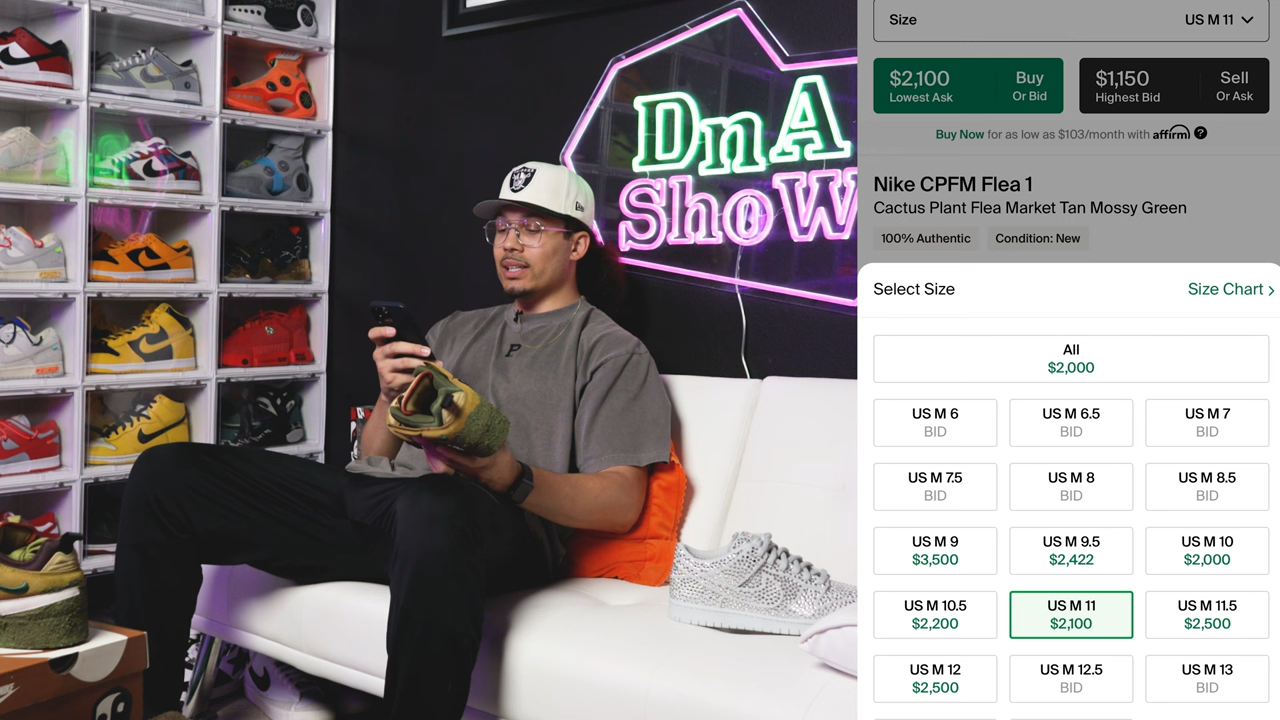 DnA
ShoW
P
Size
US M 11
$2,100
Lowest Ask
Buy
Or Bid
$1,150
Highest Bid
Sell
Or Ask
Buy Now for as low as $103/month with affirm ?
Nike CPFM Flea 1
Cactus Plant Flea Market Tan Mossy Green
100% Authentic
Condition: New
Select Size
Size Chart >
All
$2,000
US M 6
BID
US M 6.5
BID
US M 7
BID
US M 7.5
BID
US M 8
BID
US M 8.5
BID
US M 9
$3,500
US M 9.5
$2,422
US M 10
$2,000
US M 10.5
$2,200
US M 11
$2,100
US M 11.5
$2,500
US M 12
$2,500
US M 12.5
BID
US M 13
BID